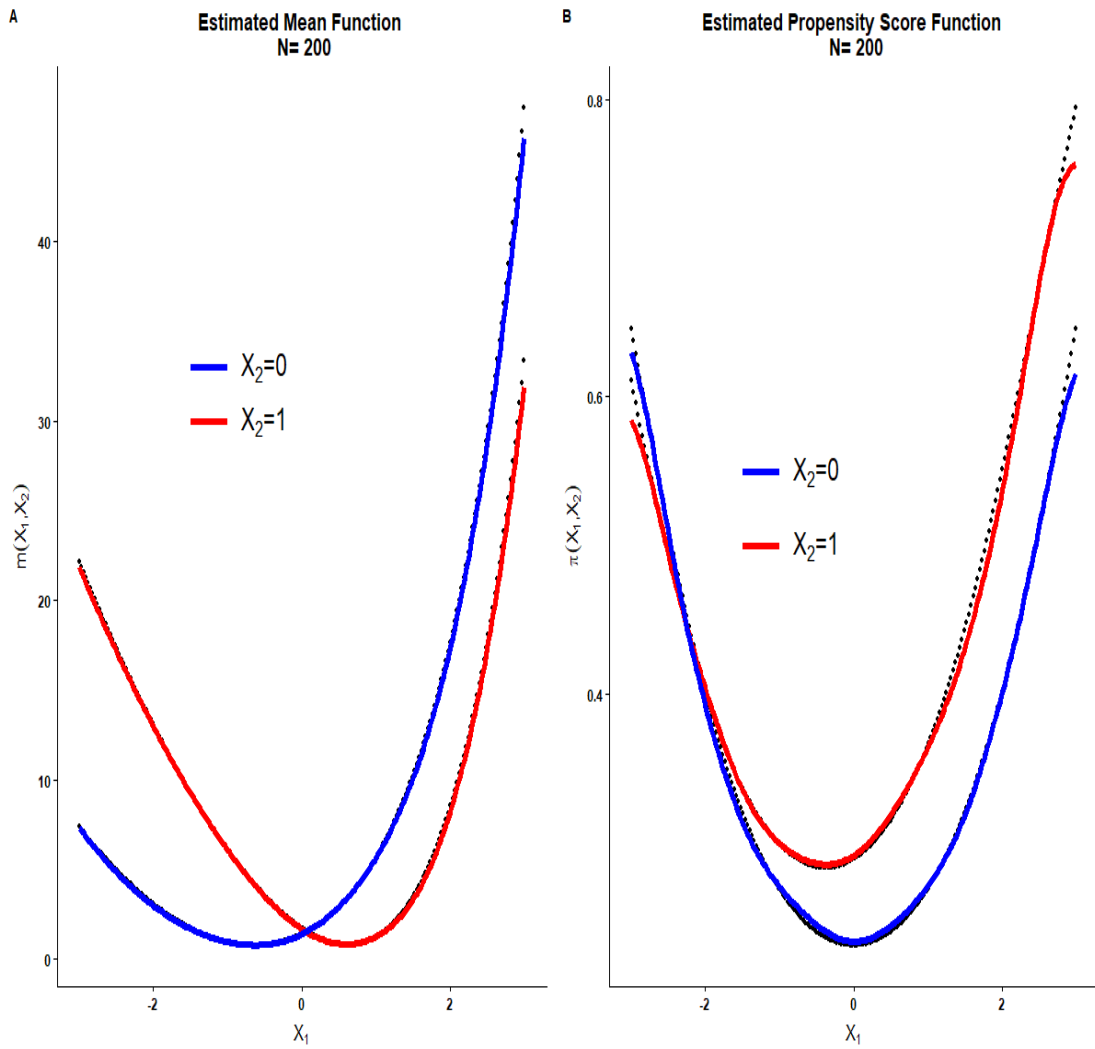 A
Estimated Mean Function
N= 200
40
30
20
10
0
m(X₁,X₂)
X₂=0
X₂=1
-2
0
2
X₁
B
Estimated Propensity Score Function
N= 200
0.8
0.6
0.4
π(X₁,X₂)
X₂=0
X₂=1
-2
0
2
X₁